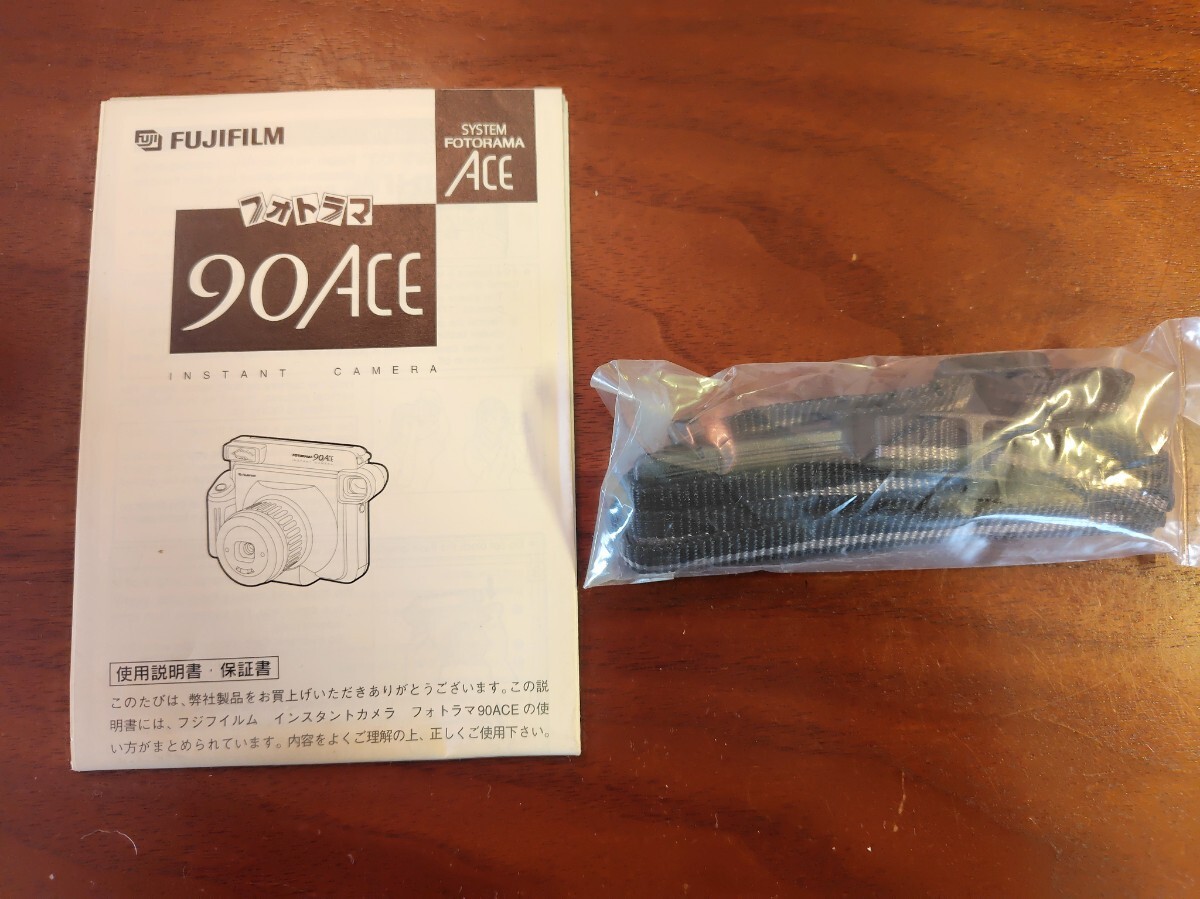 FUJI FUJIFILM
SYSTEM
FOTORAMA
ACE
フォトラマ
90ACE
INSTANT CAMERA
90ACE
使用説明書・保証書
このたびは、弊社製品をお買上げいただきありがとうございます。この説
明書には、フジフイルム インスタントカメラ フォトラマ90ACEの使
い方がまとめられています。内容をよくご理解の上、正しくご使用下さい。